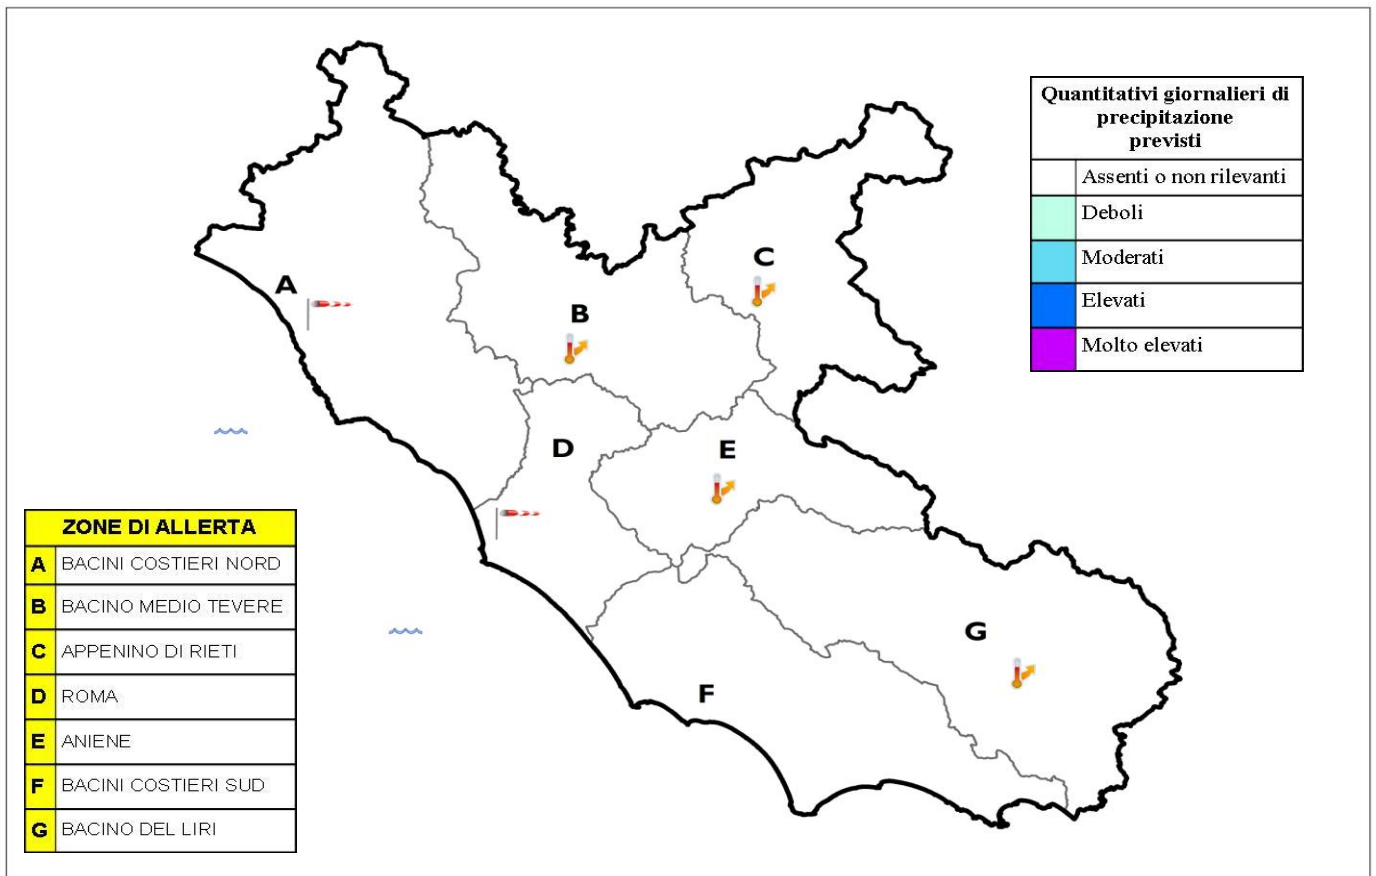 Quantitativi giornalieri di
precipitazione
previsti
Assenti o non rilevanti
Deboli
Moderati
Elevati
Molto elevati
A
B
C
D
E
F
G
ZONE DI ALLERTA
A BACINI COSTIERI NORD
B BACINO MEDIO TEVERE
C APPENINO DI RIETI
D ROMA
E ANIENE
F BACINI COSTIERI SUD
G BACINO DEL LIRI